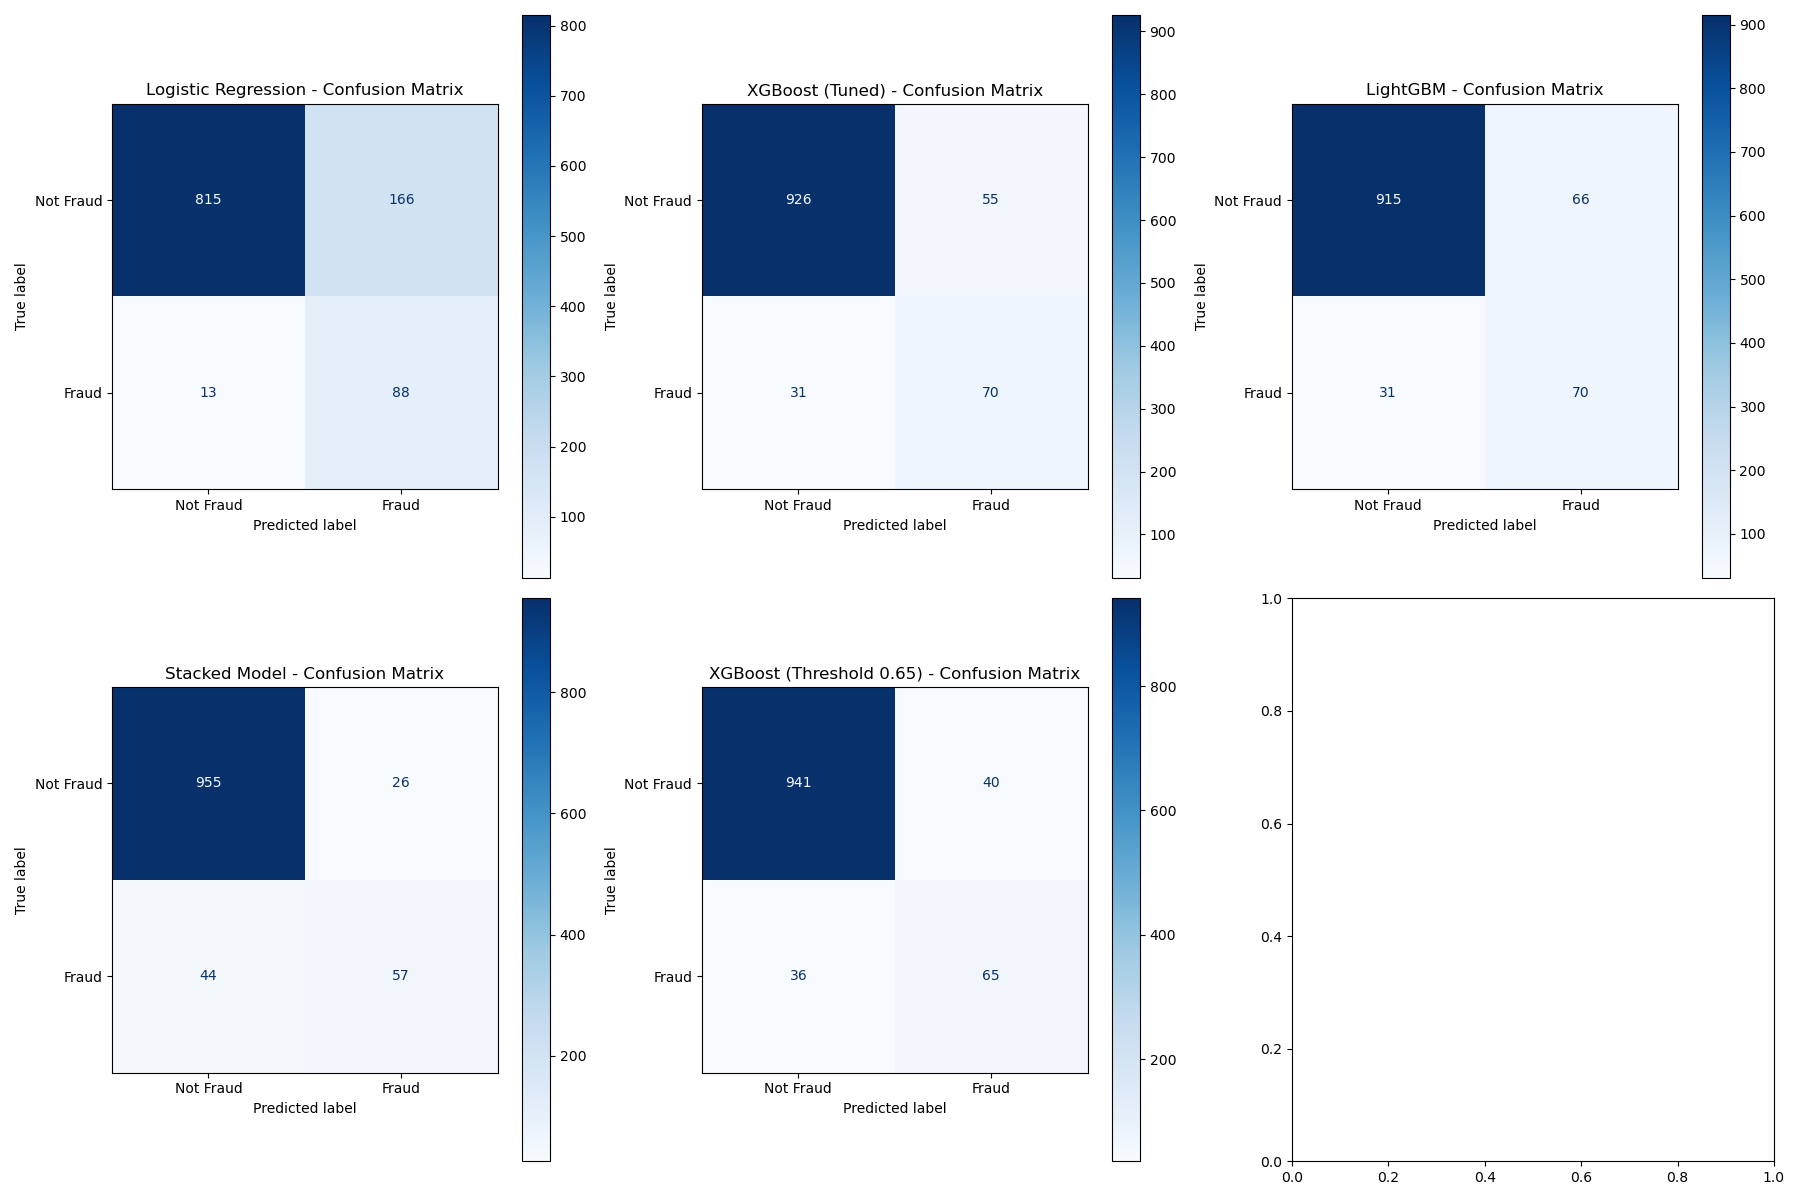 Logistic Regression - Confusion Matrix
True label
Not Fraud
Fraud
815
166
13
88
Not Fraud
Fraud
Predicted label
800
700
600
500
400
300
200
100
XGBoost (Tuned) - Confusion Matrix
True label
Not Fraud
Fraud
926
55
31
70
Not Fraud
Fraud
Predicted label
900
800
700
600
500
400
300
200
100
LightGBM - Confusion Matrix
True label
Not Fraud
Fraud
915
66
31
70
Not Fraud
Fraud
Predicted label
900
800
700
600
500
400
300
200
100
Stacked Model - Confusion Matrix
True label
Not Fraud
Fraud
955
26
44
57
Not Fraud
Fraud
Predicted label
800
600
400
200
XGBoost (Threshold 0.65) - Confusion Matrix
True label
Not Fraud
Fraud
941
40
36
65
Not Fraud
Fraud
Predicted label
800
600
400
200
1.0
0.8
0.6
0.4
0.2
0.0
0.0
0.2
0.4
0.6
0.8
1.0